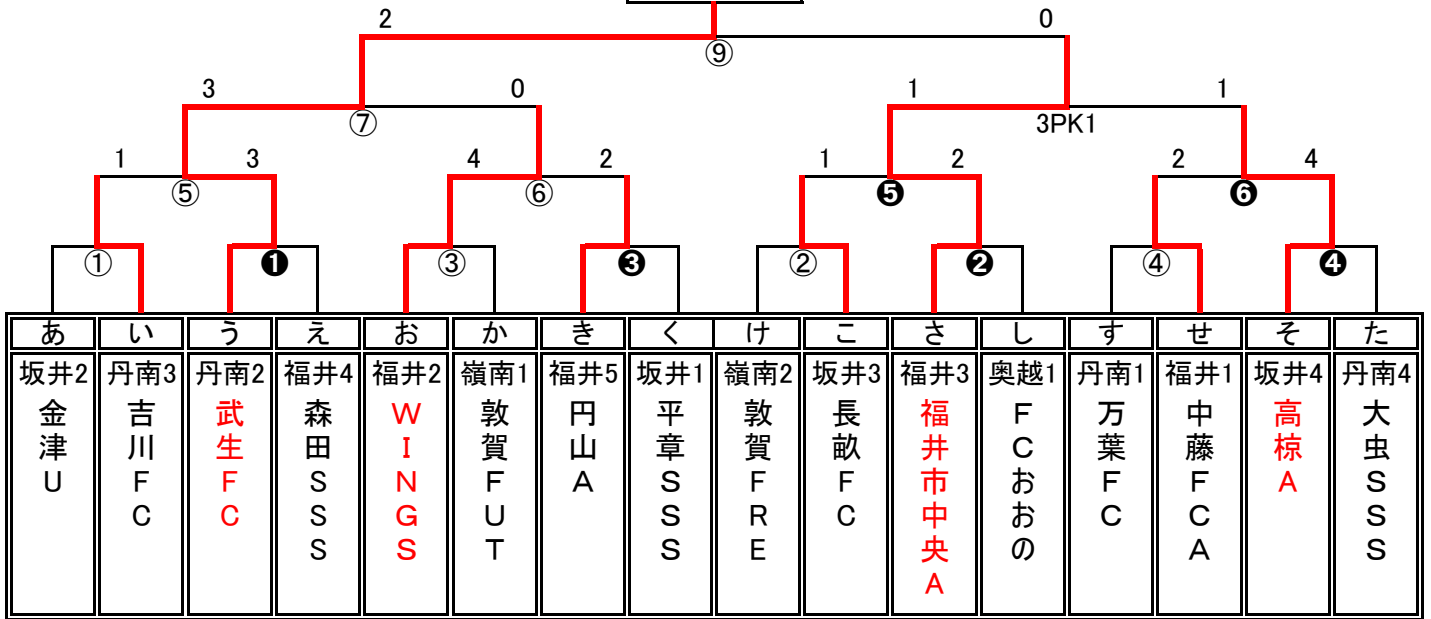 2 0
⑨
3 0 1 1
⑦ 3PK1
1 3 4 2 1 2 2 4
⑤ ⑥ ❺ ❻
① ❶ ③ ❸ ② ❷ ④ ❹
あ い う え お か き く け こ さ し す せ そ た
坂井2 丹南3 丹南2 福井4 福井2 嶺南1 福井5 坂井1 嶺南2 坂井3 福井3 奥越1 丹南1 福井1 坂井4 丹南4
金津U
吉川FC
武生FC
森田SSS
WINGS
敦賀FUT
円山A
平章SSS
敦賀FRE
長畝FC
福井市中央A
FCおおの
万葉FC
中藤FCA
高椋A
大虫SSS